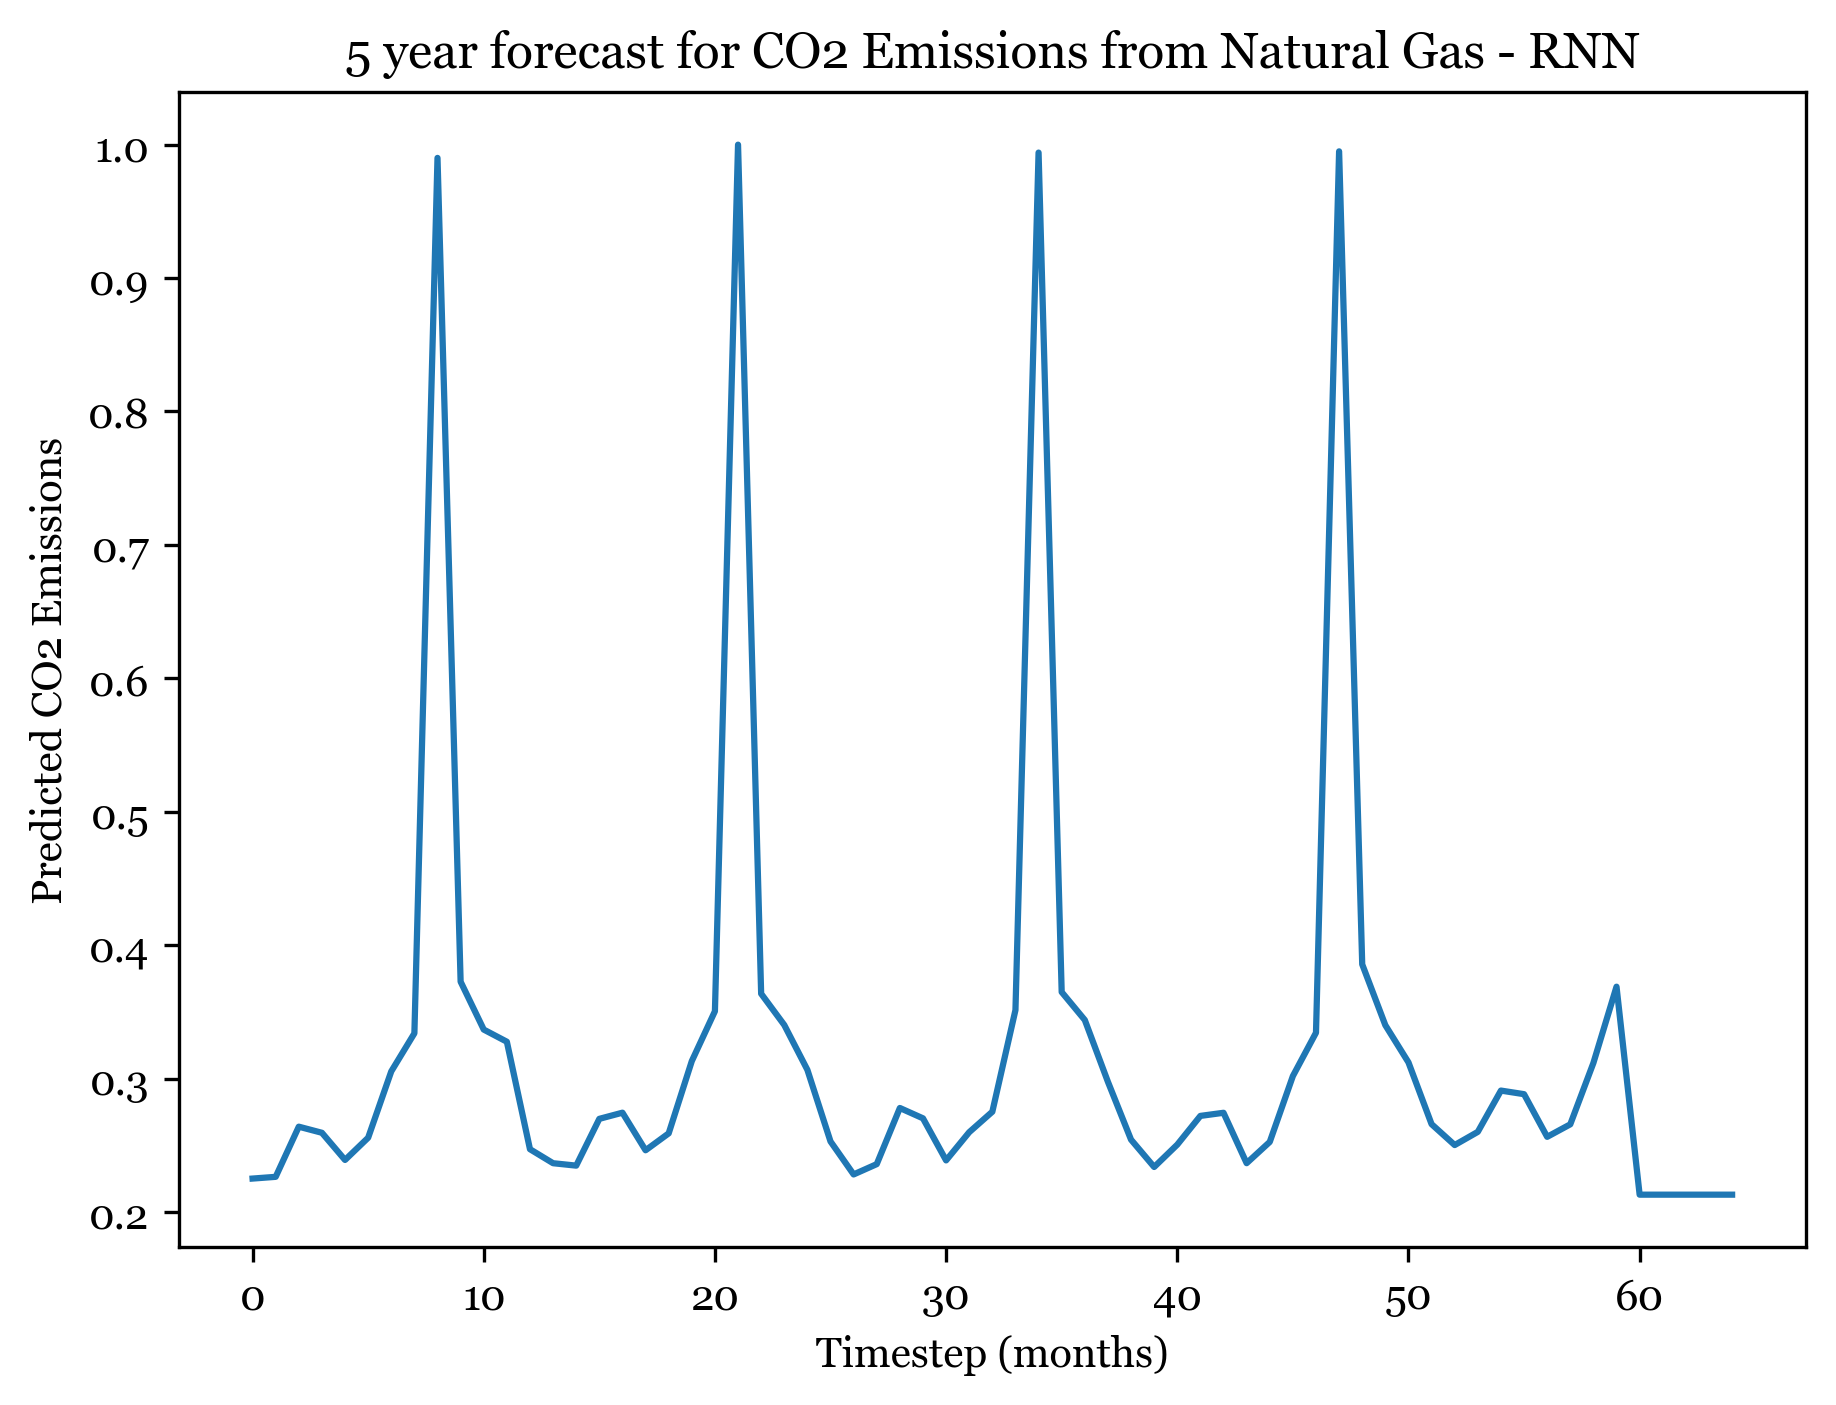 5 year forecast for CO2 Emissions from Natural Gas - RNN
1.0
0.9
0.8
0.7
0.6
0.5
0.4
0.3
0.2
Predicted CO2 Emissions
0 10 20 30 40 50 60
Timestep (months)